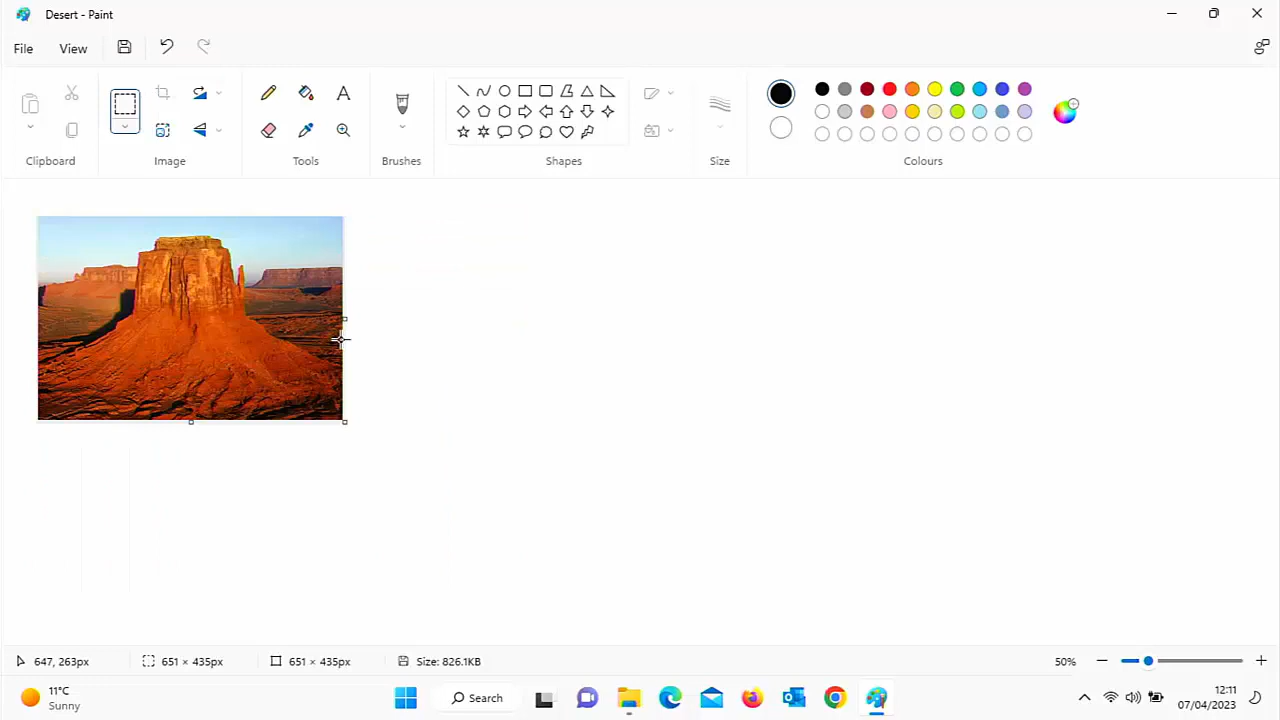 Desert - Paint
File View
Clipboard Image Tools Brushes Shapes Size Colours
A
647, 263px 651 × 435px 651 × 435px Size: 826.1KB 50%
11°C
Sunny
Search
12:11
07/04/2023